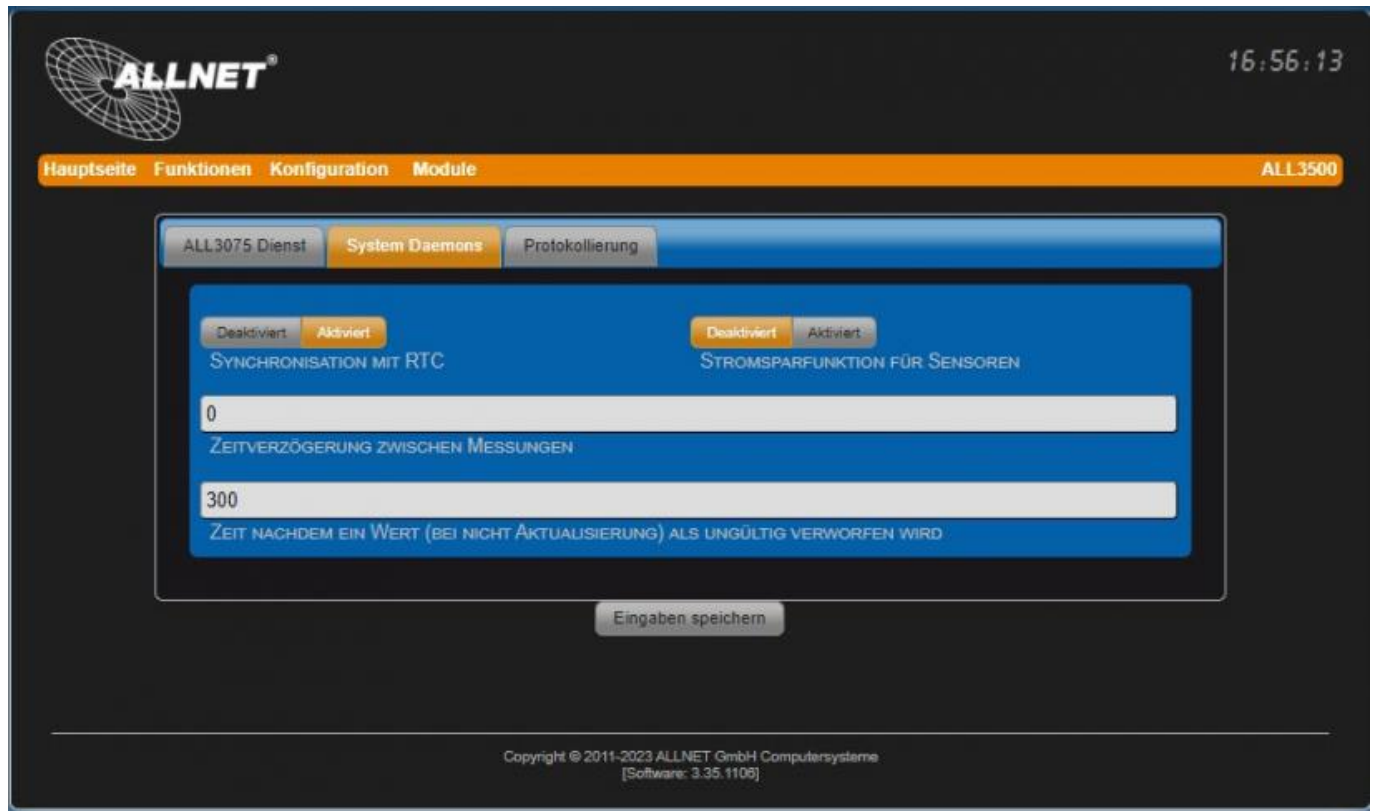 ALLNET®
16:56:13
Hauptseite Funktionen Konfiguration Module ALL3500
ALL3075 Dienst System Daemons Protokollierung
Deaktiviert Aktiviert Deaktiviert Aktiviert
Synchronisation mit RTC Stromsparfunktion für Sensoren
0
Zeitverzögerung zwischen Messungen
300
Zeit nachdem ein Wert (bei nicht Aktualisierung) als ungültig verworfen wird
Eingaben speichern
Copyright © 2011-2023 ALLNET GmbH Computersysteme
[Software: 3.35.1106]